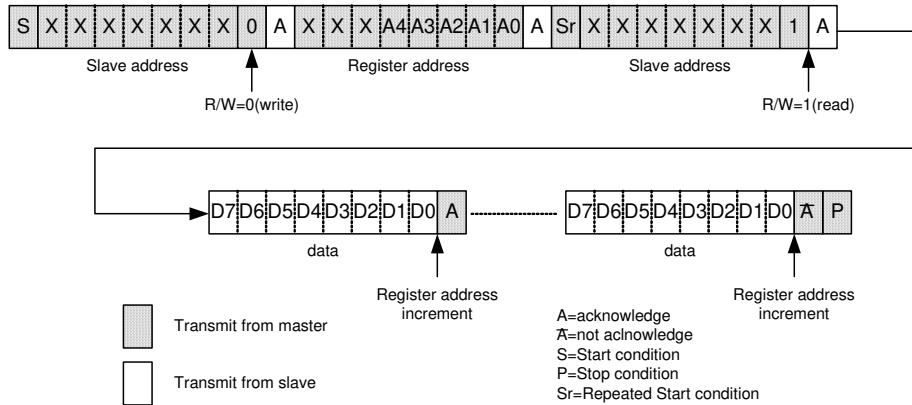 S X X X X X X X 0 A X X X A4 A3 A2 A1 A0 A Sr X X X X X X X 1 A
Slave address Register address Slave address
R/W=0(write) R/W=1(read)
D7 D6 D5 D4 D3 D2 D1 D0 A D7 D6 D5 D4 D3 D2 D1 D0 A̅ P
data data
Register address
increment
Register address
increment
Transmit from master
Transmit from slave
A=acknowledge
A̅=not aclnowledge
S=Start condition
P=Stop condition
Sr=Repeated Start condition